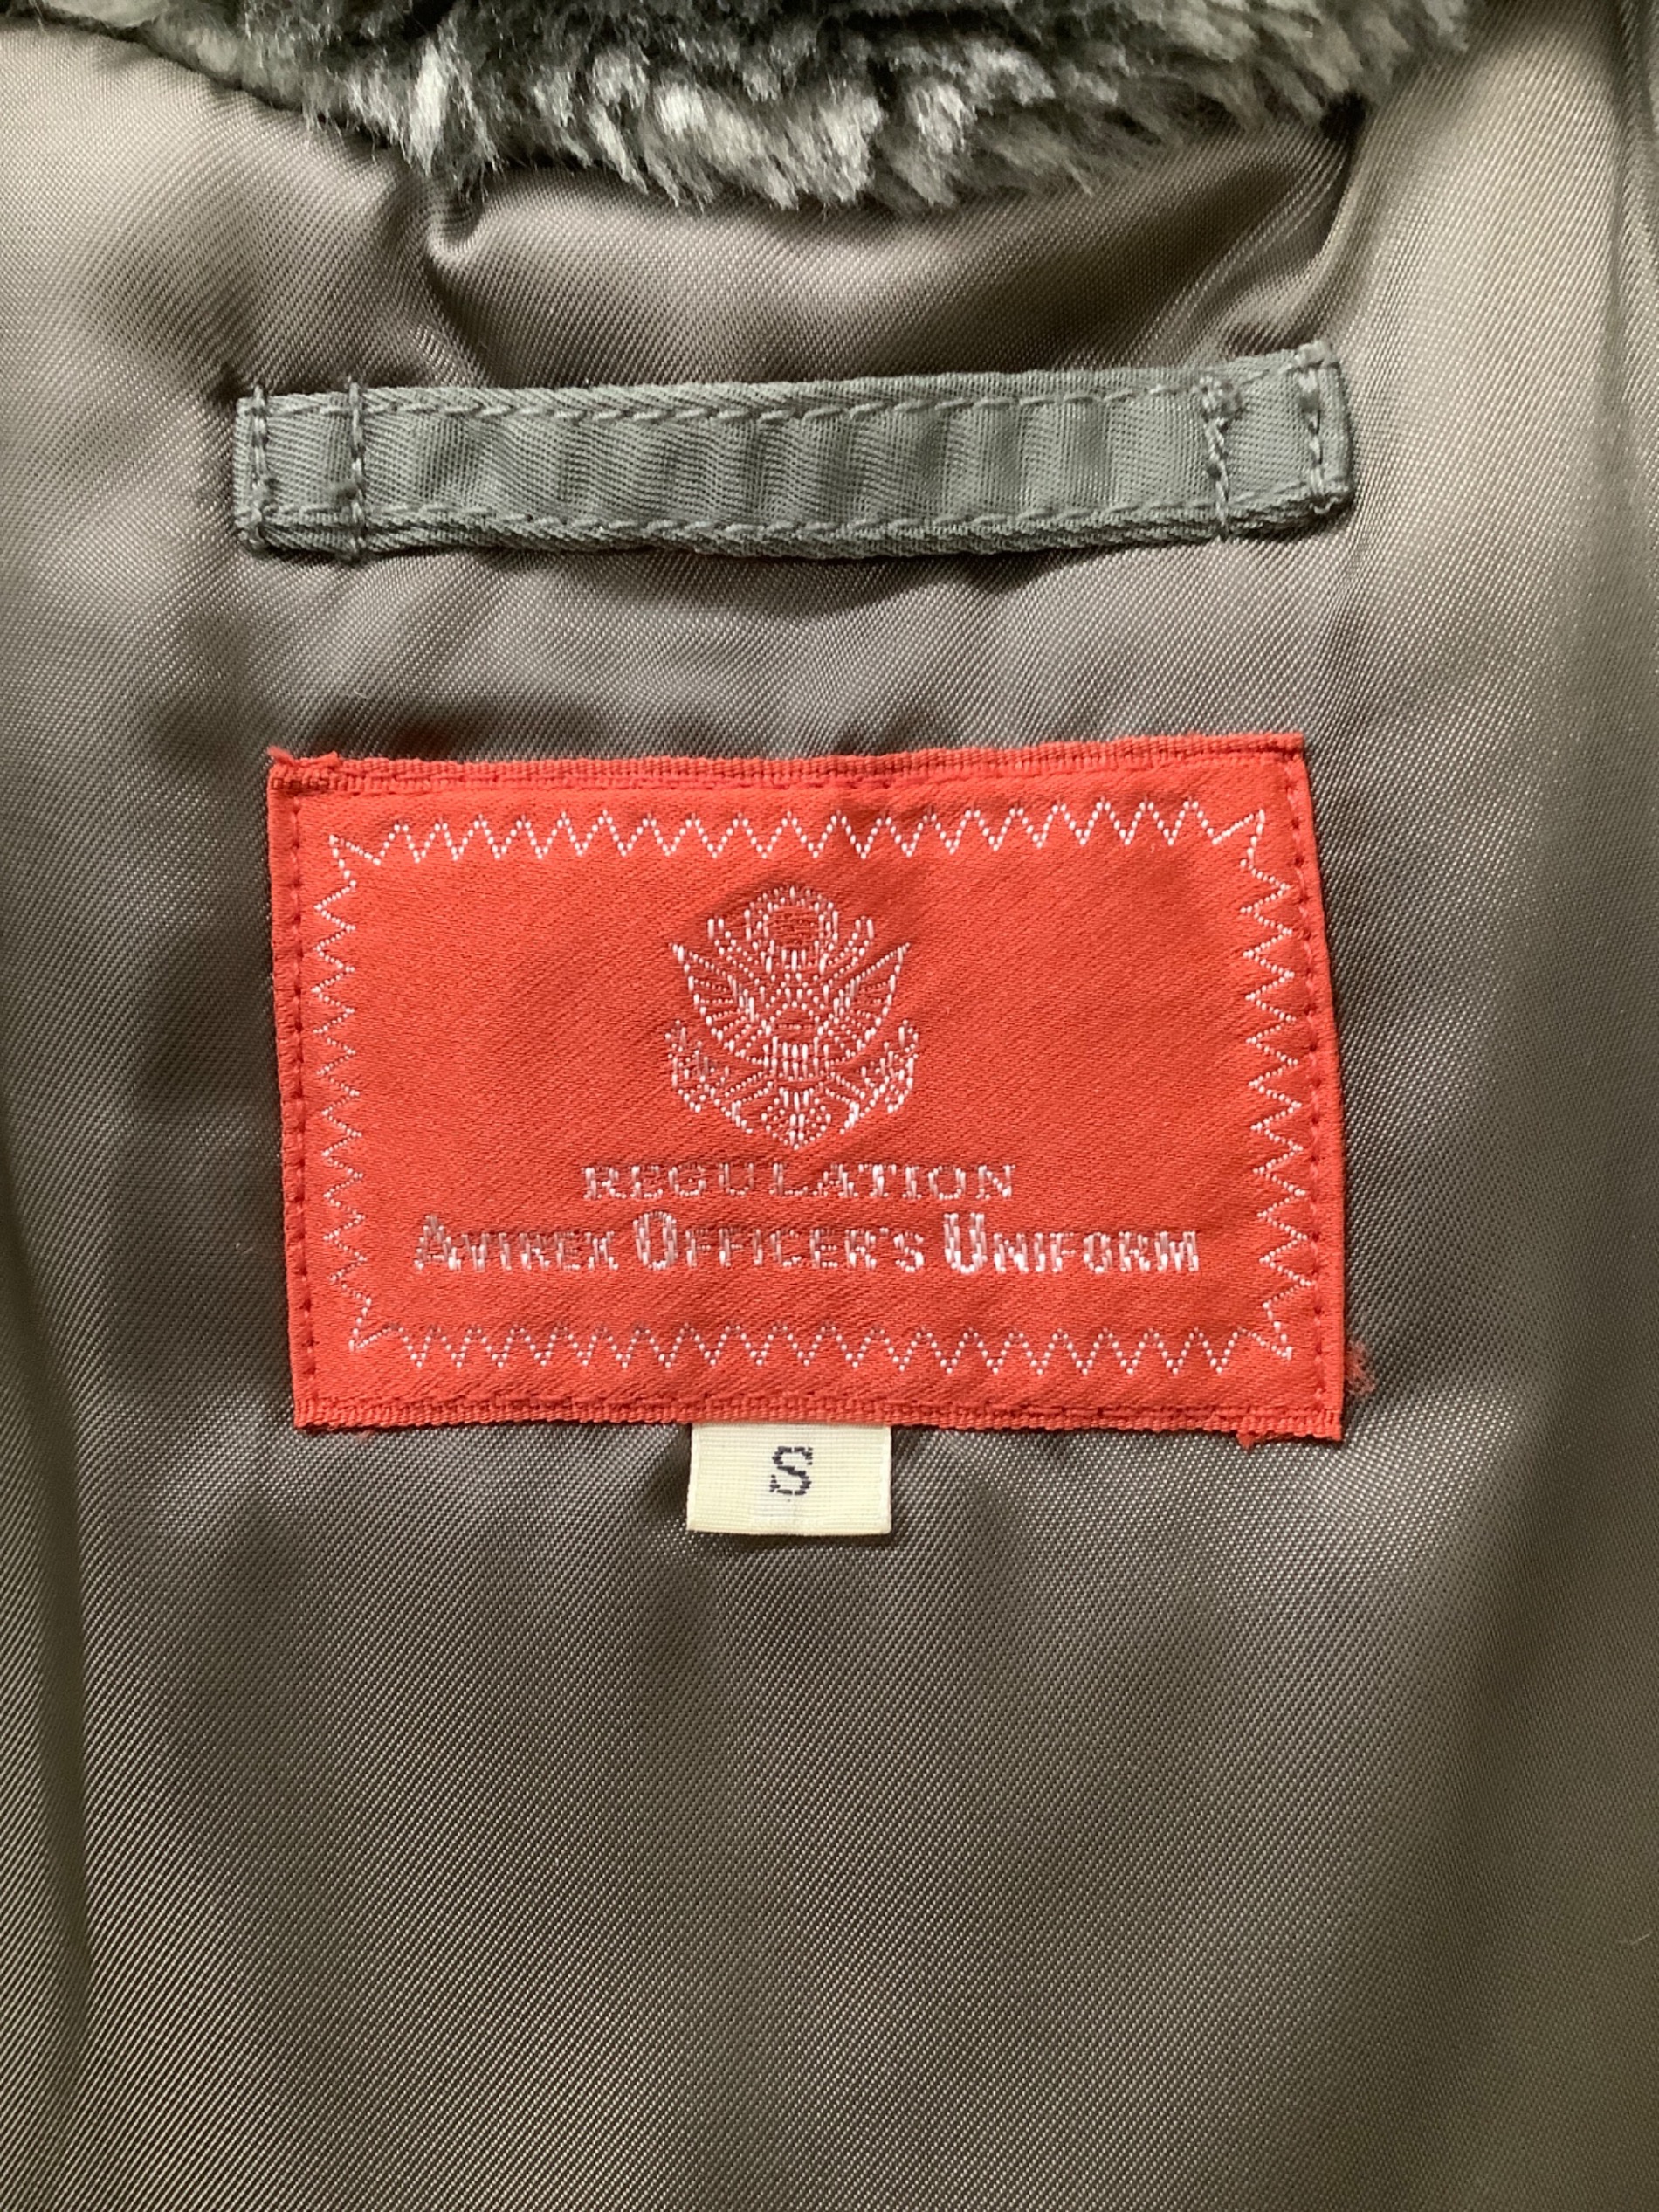 REGULATION
AVIREX OFFICER'S UNIFORM
S